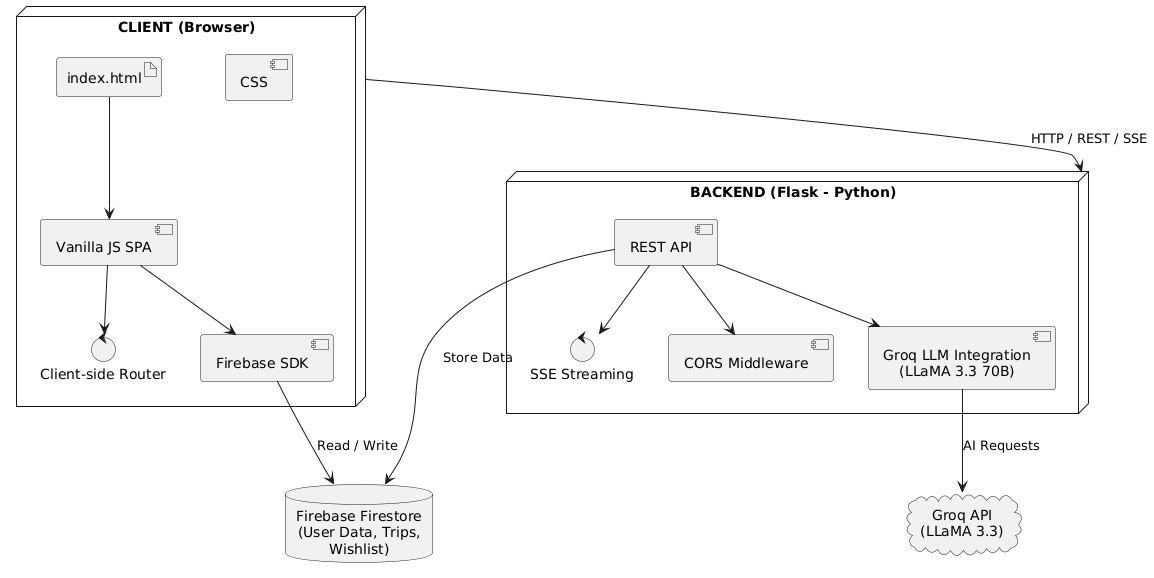 CLIENT (Browser)
index.html
CSS
HTTP / REST / SSE
BACKEND (Flask - Python)
Vanilla JS SPA
REST API
Client-side Router
Firebase SDK
Store Data
SSE Streaming
CORS Middleware
Groq LLM Integration
(LLaMA 3.3 70B)
Read / Write
AI Requests
Firebase Firestore
(User Data, Trips,
Wishlist)
Groq API
(LLaMA 3.3)